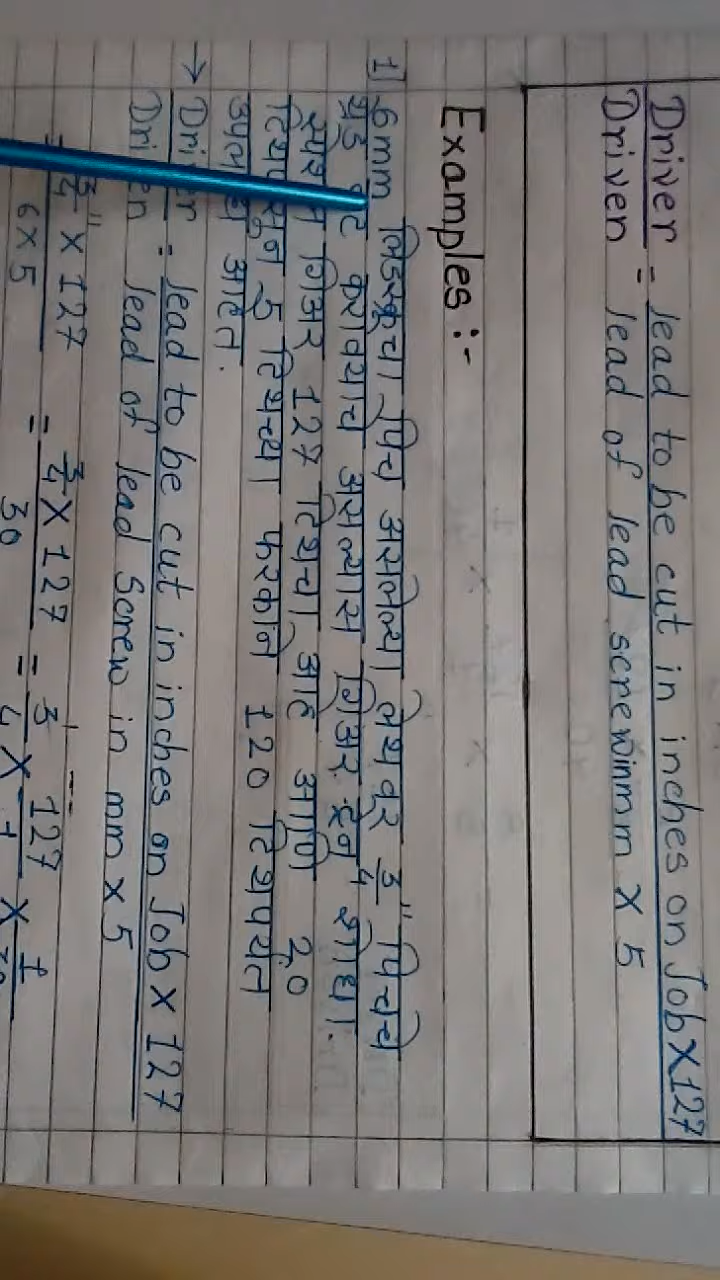 Driver = lead to be cut in inches on Job X 127
Driven lead of lead screw in mm X 5
Examples :-
1] 6mm लिडस्क्रूचा पिच असलेल्या लेथवर 3/4" पिचचे
थ्रेड कट करावयाचे असल्यास गिअर ट्रेन शोधा.
स्पेशल गिअर 127 टिथचा आहे आणि 20
टिथपासून 5 टिथच्या फरकाने 120 टिथपर्यंत
उपलब्ध आहेत.
→ Driver = lead to be cut in inches on Job X 127
Driven lead of lead Screw in mm x 5
= 3/4" X 127 = 3/4 X 127 = 3 X 127 X 1
6 X 5 30 4 1